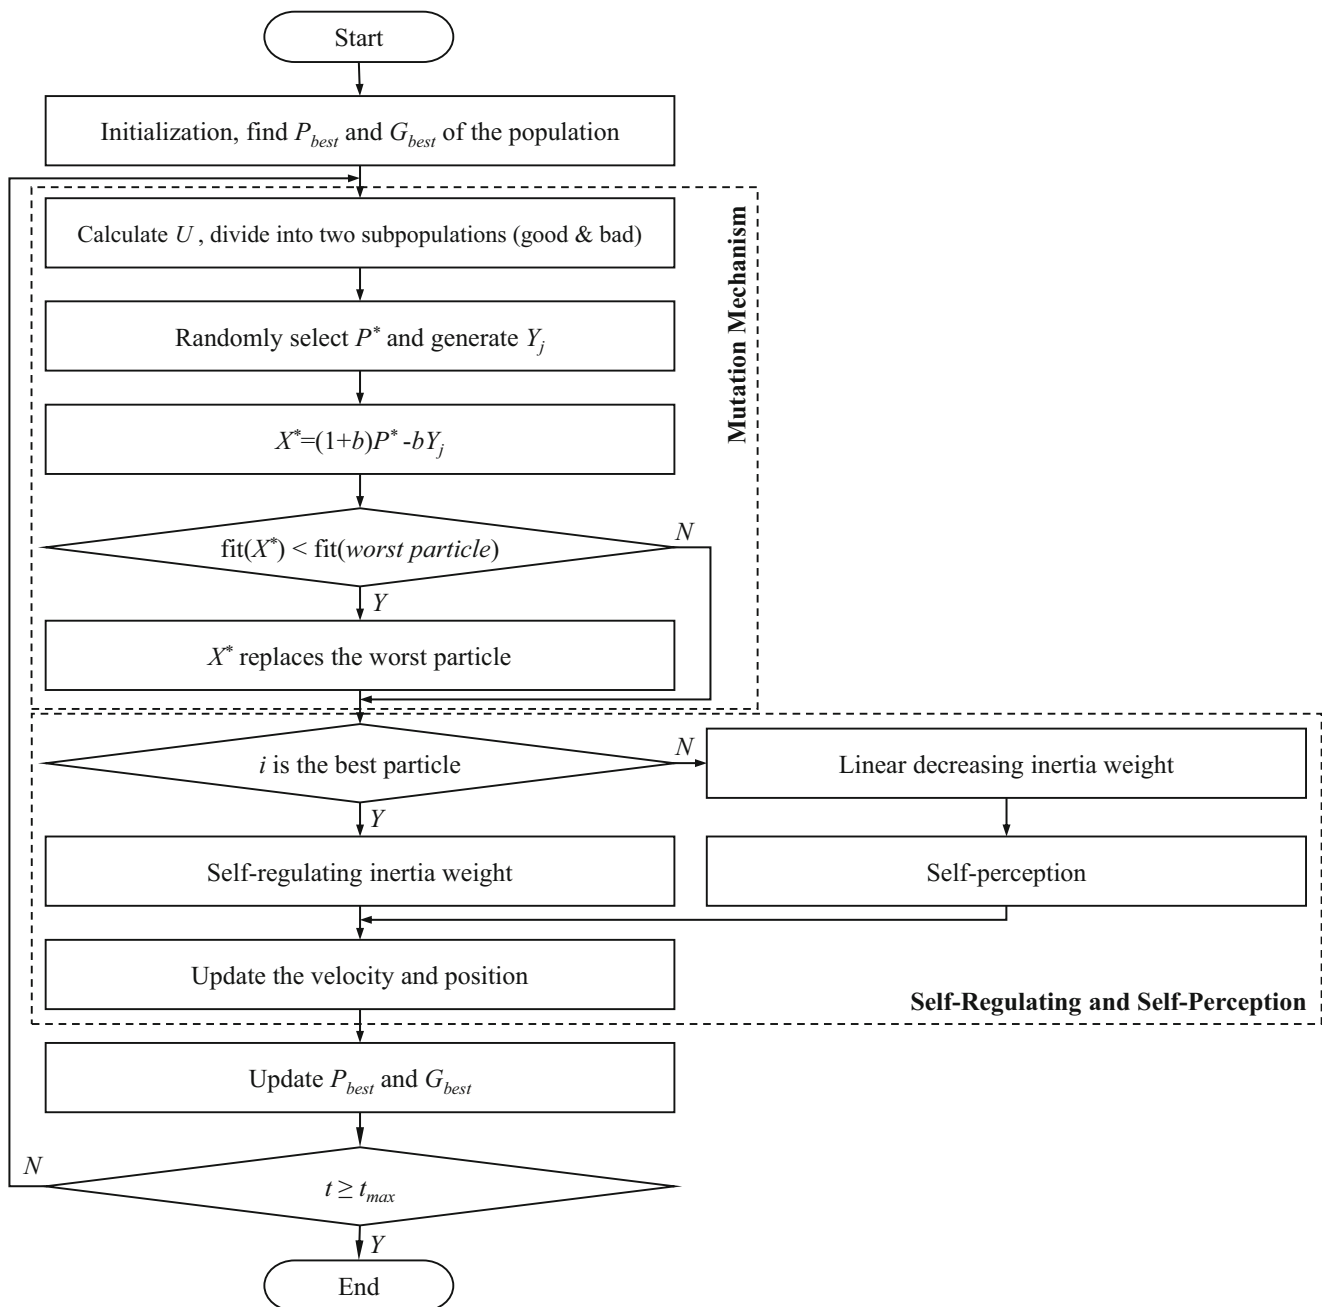 Start
Initialization, find P_best and G_best of the population
Calculate U , divide into two subpopulations (good & bad)
Randomly select P* and generate Y_j
X*=(1+b)P* -bY_j
Mutation Mechanism
fit(X*) < fit(worst particle)
N
Y
X* replaces the worst particle
i is the best particle
N
Linear decreasing inertia weight
Y
Self-regulating inertia weight
Self-perception
Update the velocity and position
Self-Regulating and Self-Perception
Update P_best and G_best
N
t ≥ t_max
Y
End